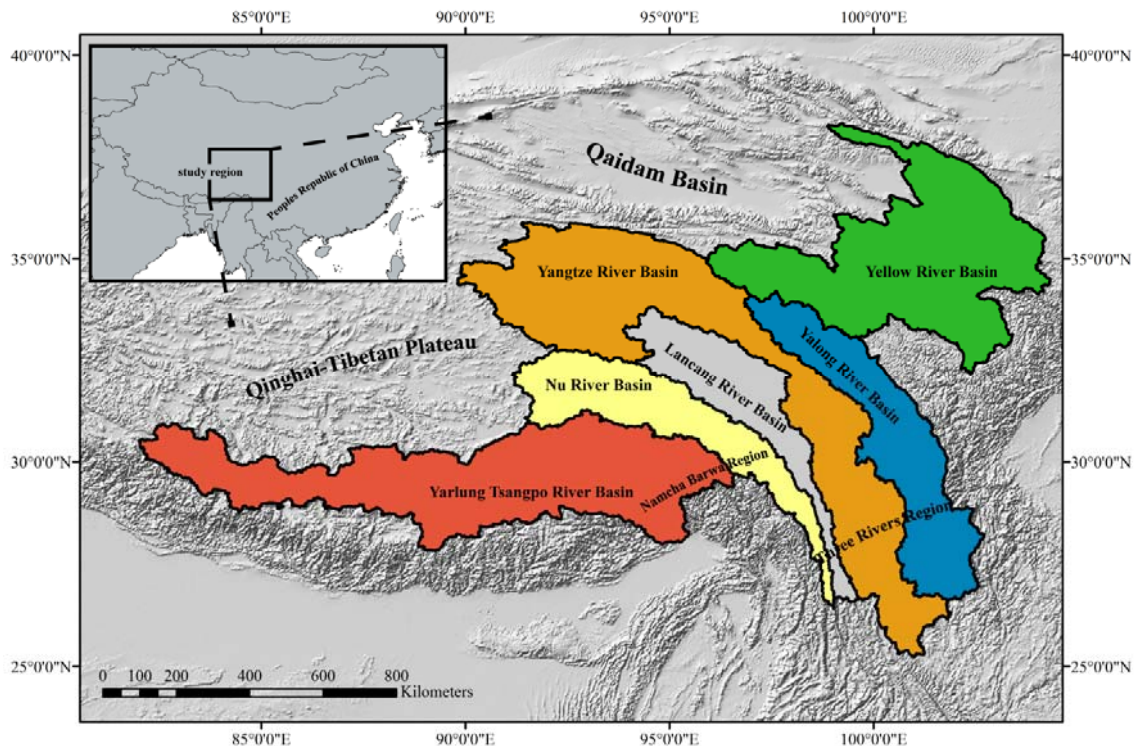 85°0'0"E 90°0'0"E 95°0'0"E 100°0'0"E
40°0'0"N 40°0'0"N
study region
Peoples Republic of China
Qaidam Basin
35°0'0"N 35°0'0"N
Yangtze River Basin
Yellow River Basin
Qinghai-Tibetan Plateau
Lancang River Basin
Yalong River Basin
Nu River Basin
30°0'0"N 30°0'0"N
Yarlung Tsangpo River Basin
Namcha Barwa Region
Three Rivers Region
25°0'0"N 25°0'0"N
0 100 200 400 600 800
Kilometers
85°0'0"E 90°0'0"E 95°0'0"E 100°0'0"E